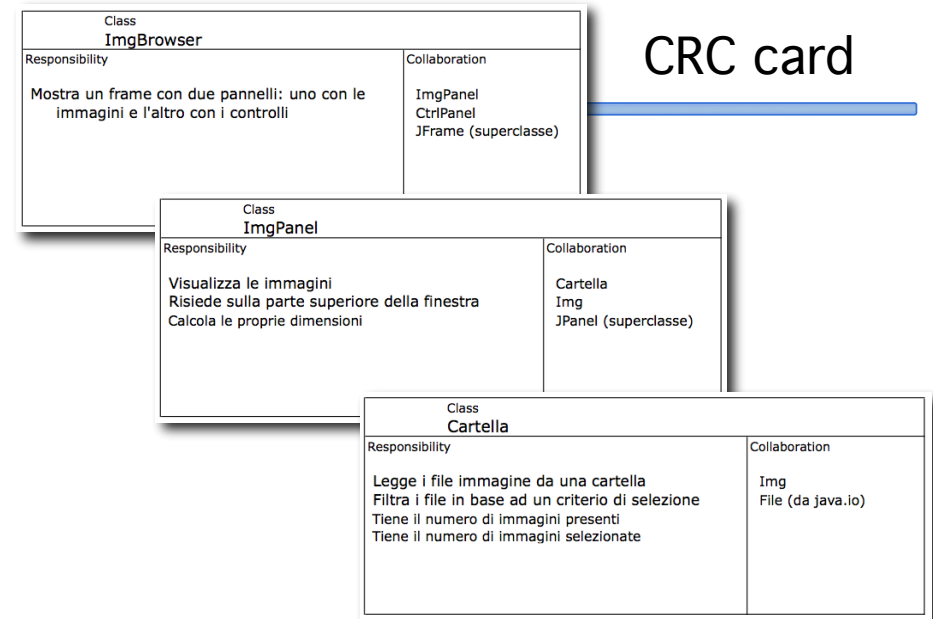 CRC card
Class
ImgBrowser
Responsibility
Collaboration
Mostra un frame con due pannelli: uno con le
immagini e l'altro con i controlli
ImgPanel
CtrlPanel
JFrame (superclasse)
Class
ImgPanel
Responsibility
Collaboration
Visualizza le immagini
Risiede sulla parte superiore della finestra
Calcola le proprie dimensioni
Cartella
Img
JPanel (superclasse)
Class
Cartella
Responsibility
Collaboration
Legge i file immagine da una cartella
Filtra i file in base ad un criterio di selezione
Tiene il numero di immagini presenti
Tiene il numero di immagini selezionate
Img
File (da java.io)